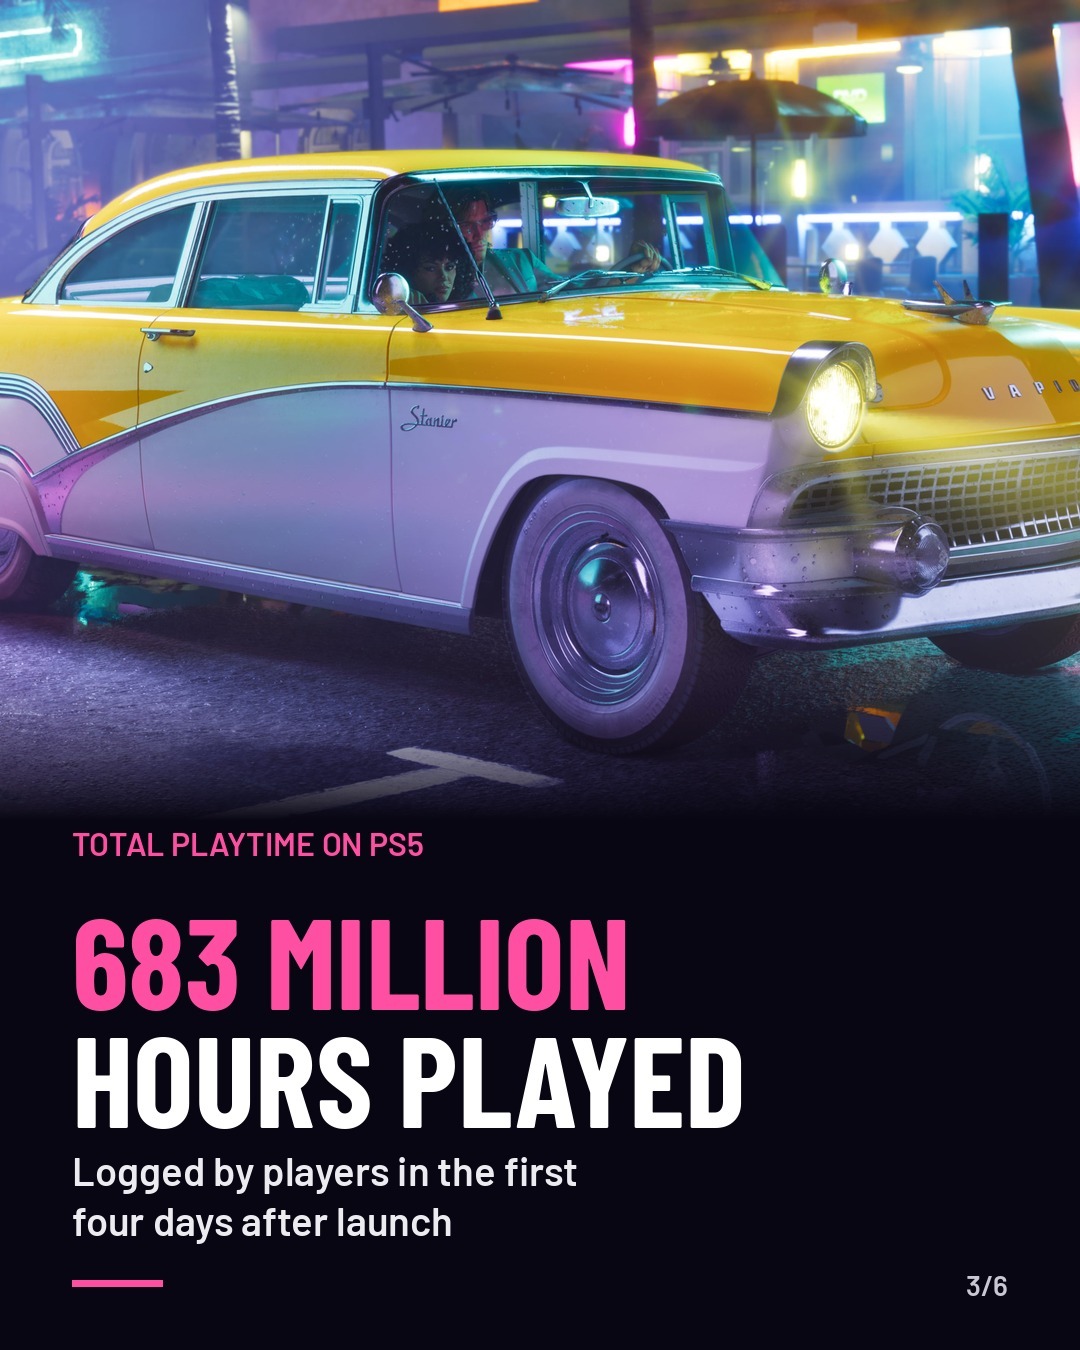 Stanier
VAPID
TOTAL PLAYTIME ON PS5
683 MILLION
HOURS PLAYED
Logged by players in the first
four days after launch
3/6